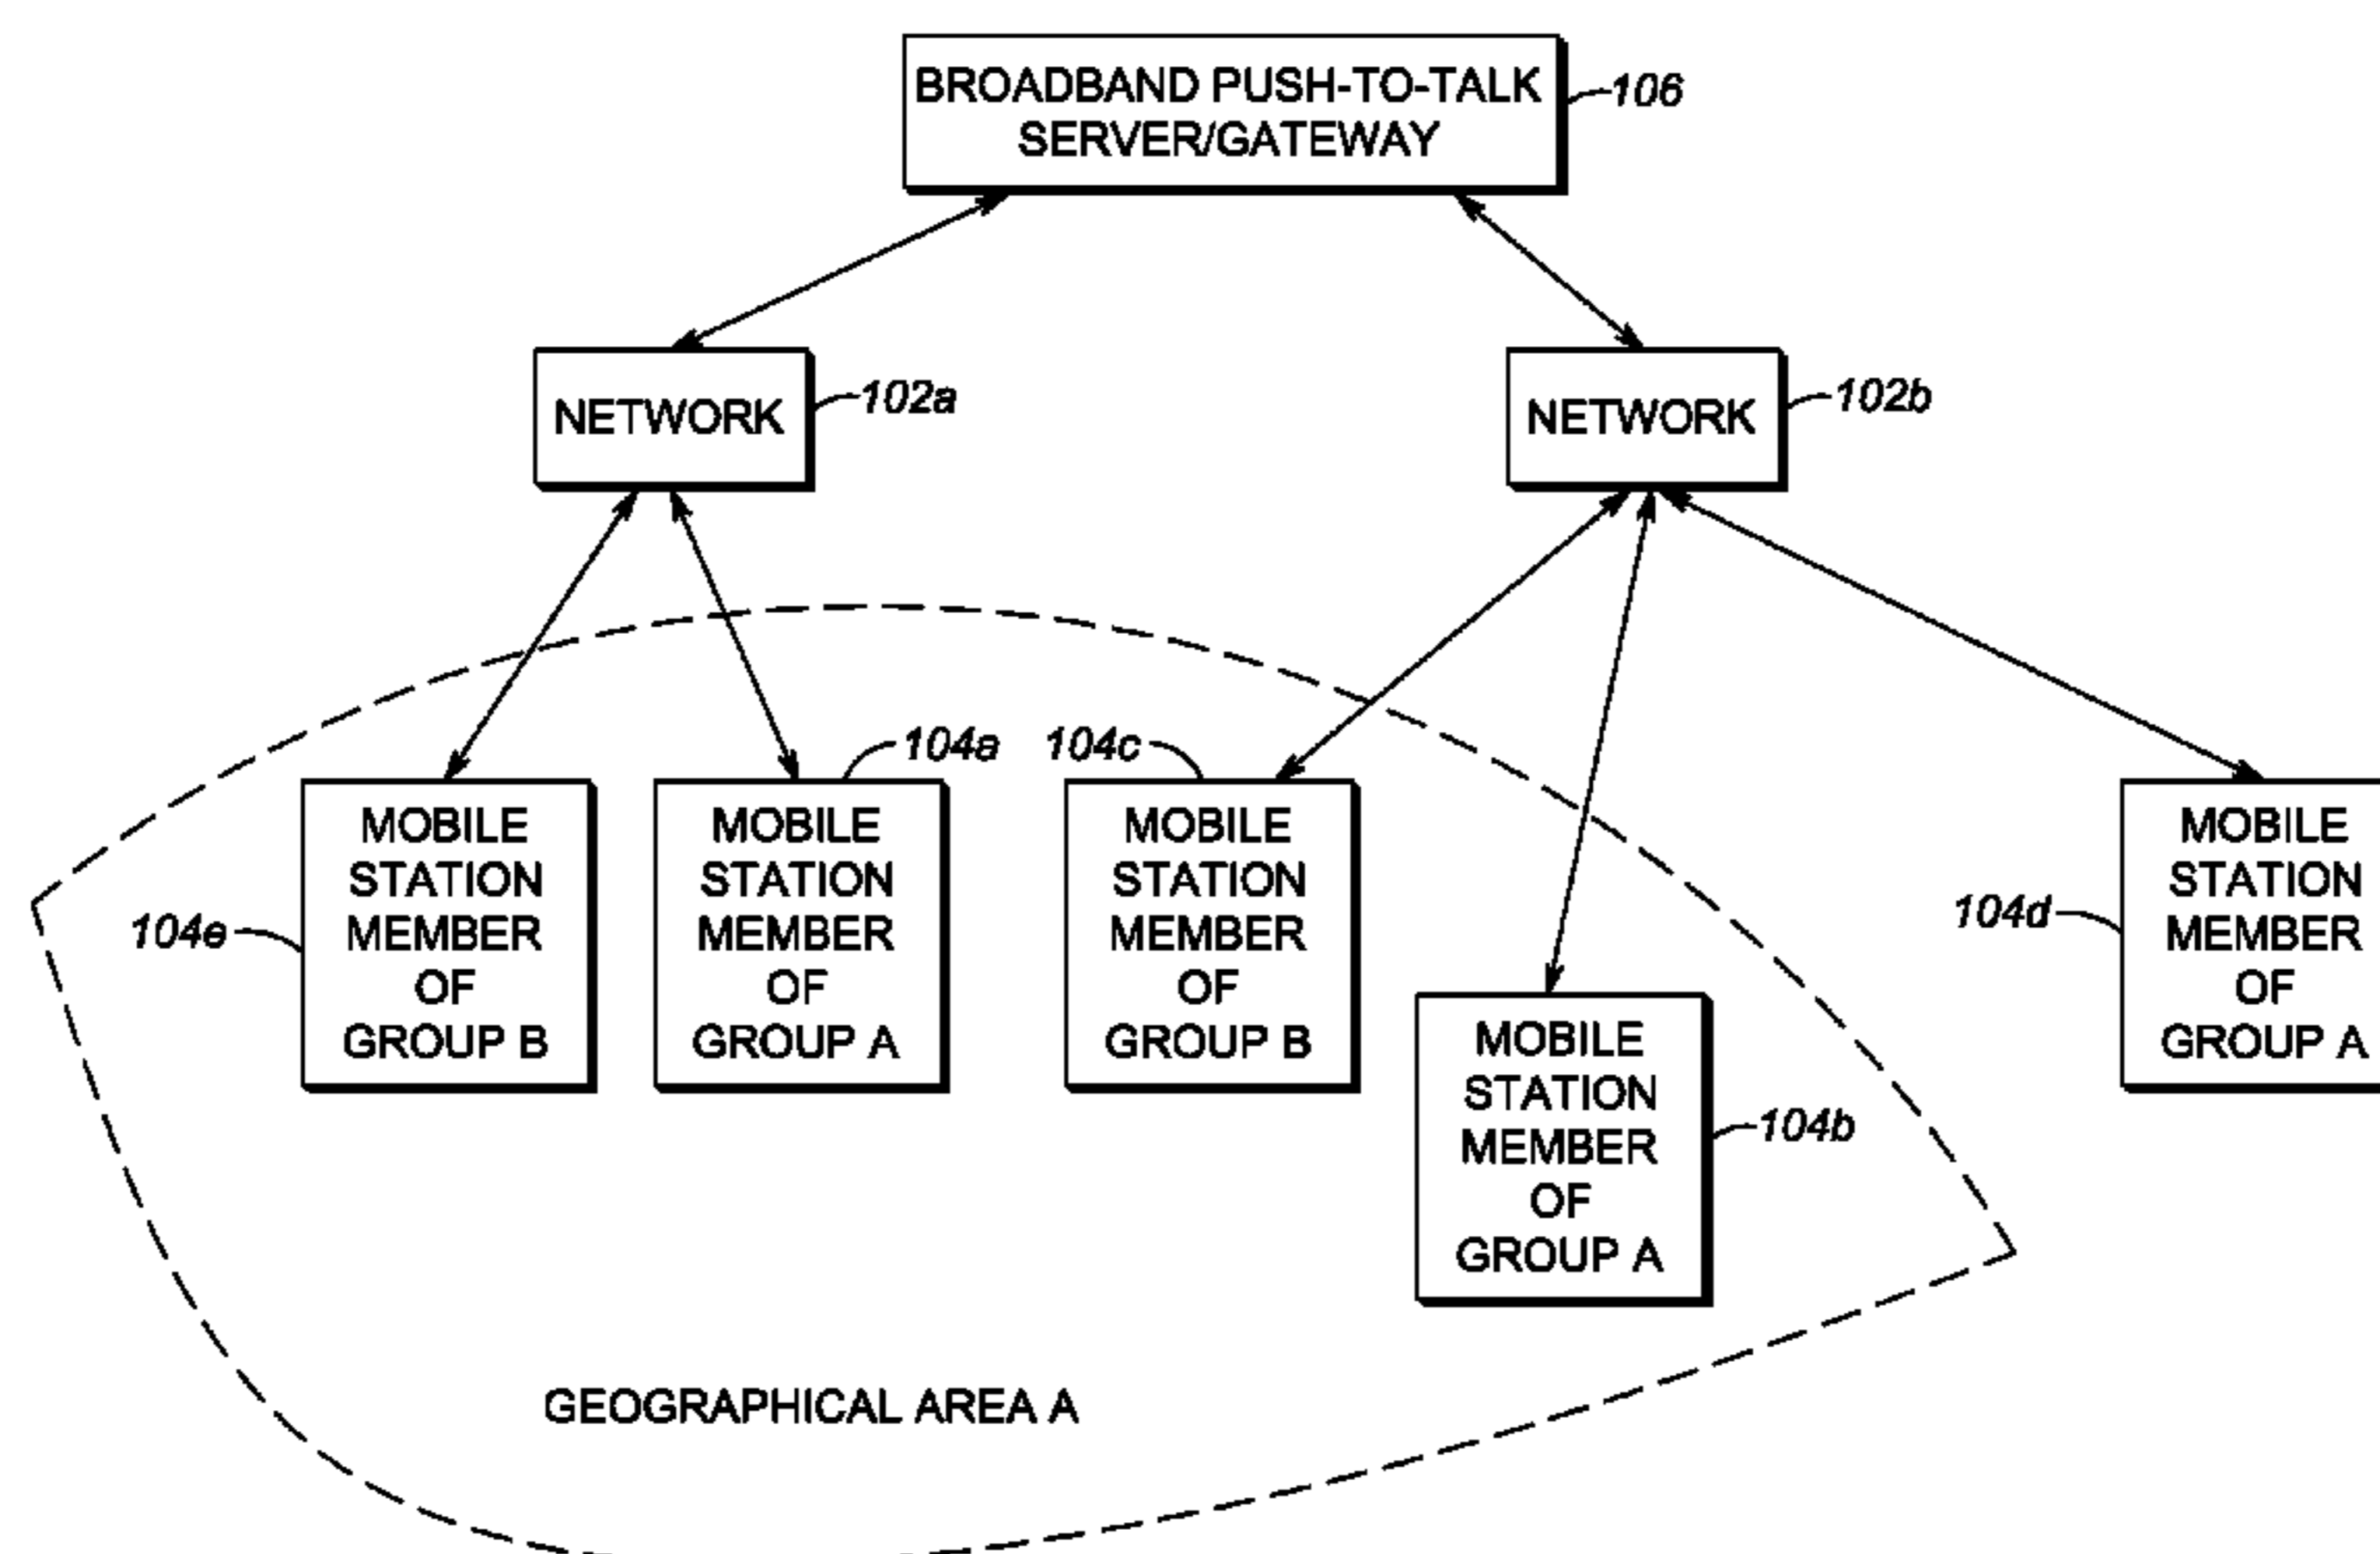 BROADBAND PUSH-TO-TALK
SERVER/GATEWAY
106
NETWORK
102a
NETWORK
102b
104a
104c
MOBILE
STATION
MEMBER
OF
GROUP B
104e
MOBILE
STATION
MEMBER
OF
GROUP A
MOBILE
STATION
MEMBER
OF
GROUP B
MOBILE
STATION
MEMBER
OF
GROUP A
104b
104d
MOBILE
STATION
MEMBER
OF
GROUP A
GEOGRAPHICAL AREA A